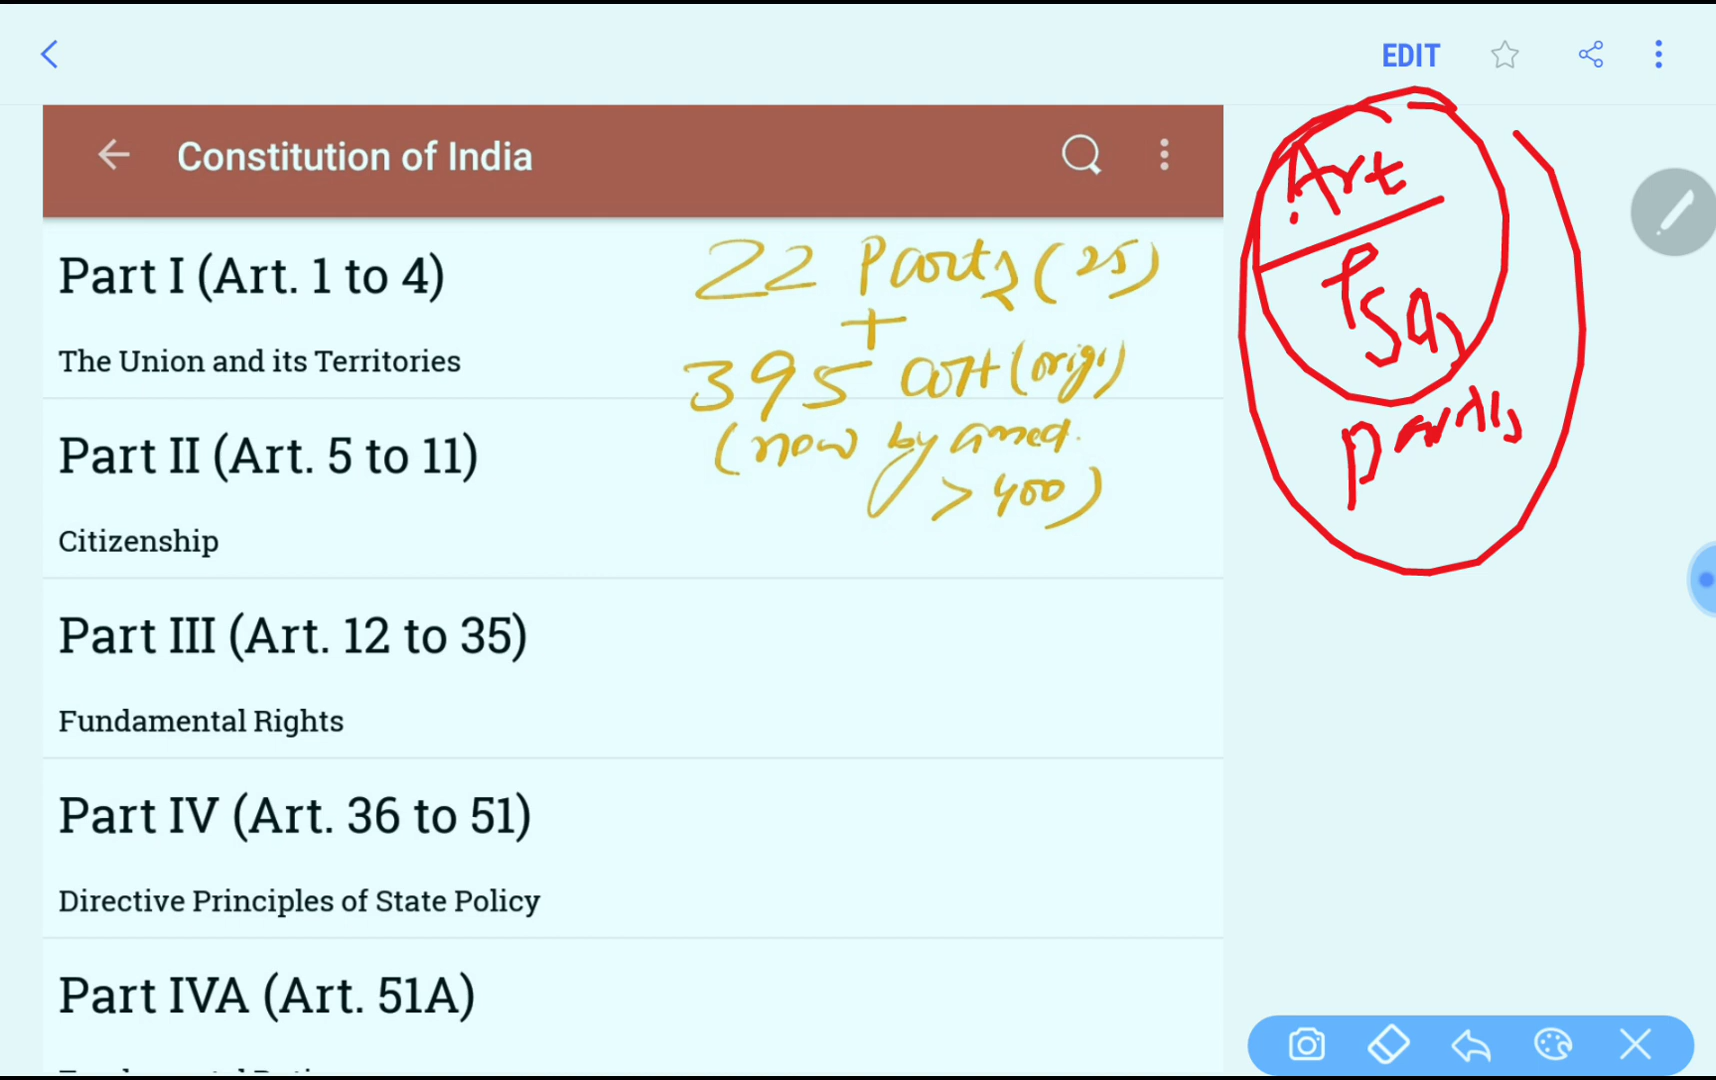 EDIT
Constitution of India
Part I (Art. 1 to 4)
The Union and its Territories
Part II (Art. 5 to 11)
Citizenship
Part III (Art. 12 to 35)
Fundamental Rights
Part IV (Art. 36 to 51)
Directive Principles of State Policy
Part IVA (Art. 51A)
22 Parts (25)
+
395 art (orig.)
(now by amed.
> 400)
Art
parts